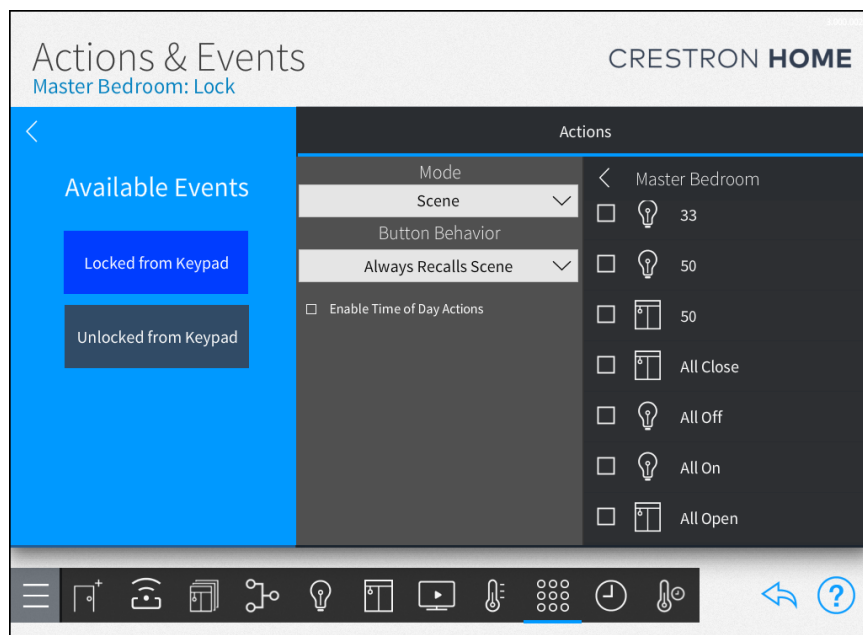 Actions & Events
CRESTRON HOME
Master Bedroom: Lock
Available Events
Locked from Keypad
Unlocked from Keypad
Actions
Mode
Scene
Button Behavior
Always Recalls Scene
Enable Time of Day Actions
Master Bedroom
33
50
50
All Close
All Off
All On
All Open
?